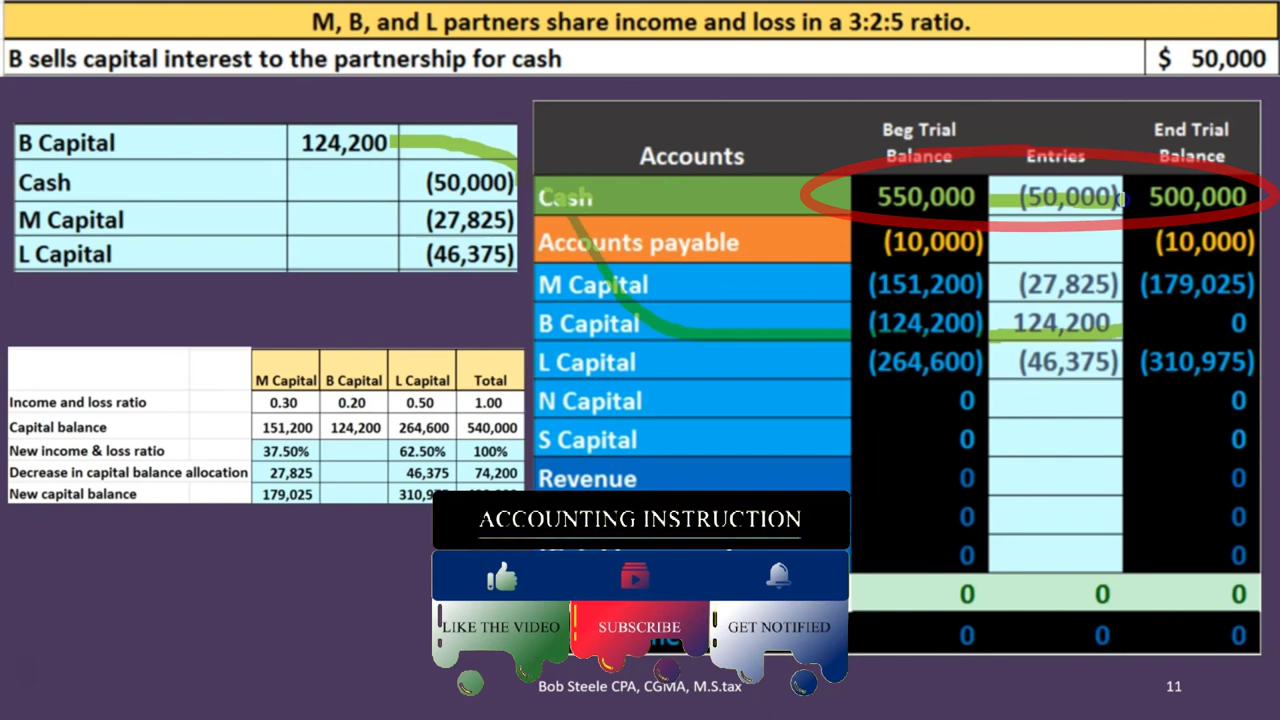 M, B, and L partners share income and loss in a 3:2:5 ratio.
B sells capital interest to the partnership for cash $ 50,000
B Capital 124,200
Cash (50,000)
M Capital (27,825)
L Capital (46,375)
M Capital B Capital L Capital Total
Income and loss ratio 0.30 0.20 0.50 1.00
Capital balance 151,200 124,200 264,600 540,000
New income & loss ratio 37.50% 62.50% 100%
Decrease in capital balance allocation 27,825 46,375 74,200
New capital balance 179,025
Accounts Beg Trial Balance Entries End Trial Balance
Cash 550,000 (50,000) 500,000
Accounts payable (10,000) (10,000)
M Capital (151,200) (27,825) (179,025)
B Capital (124,200) 124,200 0
L Capital (264,600) (46,375) (310,975)
N Capital 0 0
S Capital 0 0
Revenue 0 0
0 0
0 0
0 0 0
0 0 0
ACCOUNTING INSTRUCTION
LIKE THE VIDEO SUBSCRIBE GET NOTIFIED
Bob Steele CPA, CGMA, M.S.tax 11